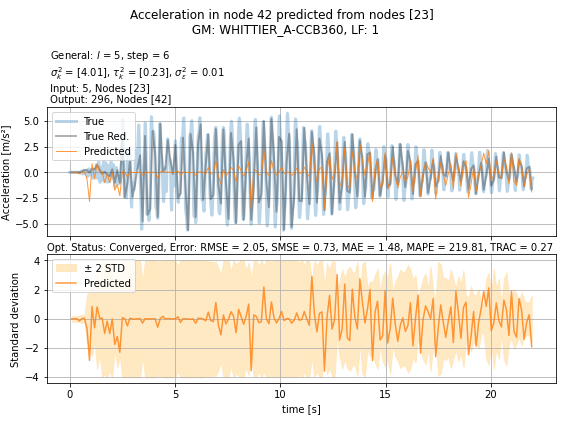 Acceleration in node 42 predicted from nodes [23]
GM: WHITTIER_A-CCB360, LF: 1
General: l = 5, step = 6
σ²ₖ = [4.01], τ²ₖ = [0.23], σ²ε = 0.01
Input: 5, Nodes [23]
Output: 296, Nodes [42]
True
True Red.
Predicted
Acceleration [m/s²]
5.0
2.5
0.0
−2.5
−5.0
Opt. Status: Converged, Error: RMSE = 2.05, SMSE = 0.73, MAE = 1.48, MAPE = 219.81, TRAC = 0.27
± 2 STD
Predicted
Standard deviation
4
2
0
−2
−4
0 5 10 15 20
time [s]